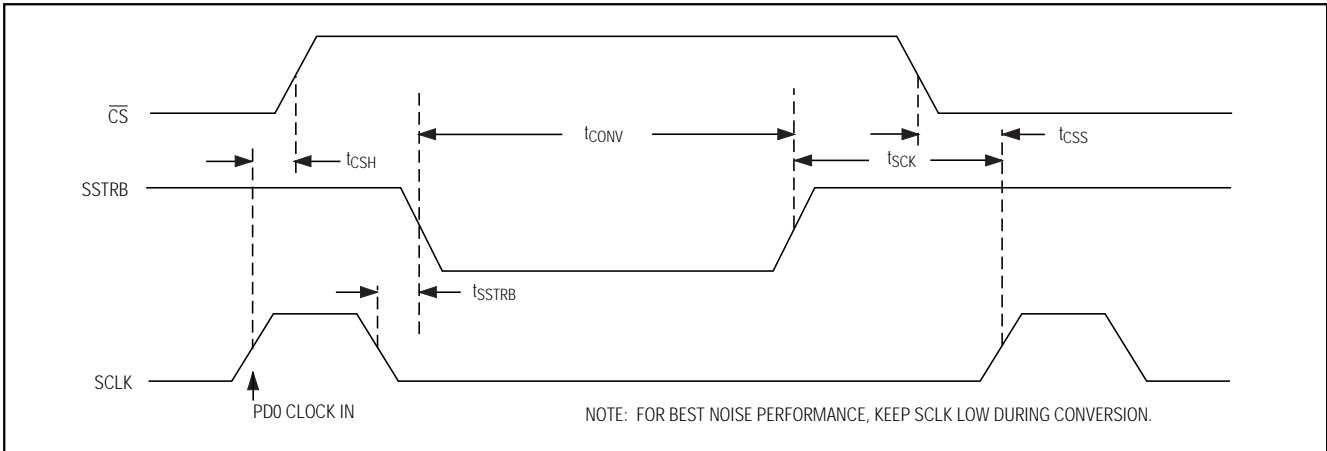 CS
tCONV
tCSS
tCSH
tSCK
SSTRB
tSSTRB
SCLK
PD0 CLOCK IN
NOTE: FOR BEST NOISE PERFORMANCE, KEEP SCLK LOW DURING CONVERSION.